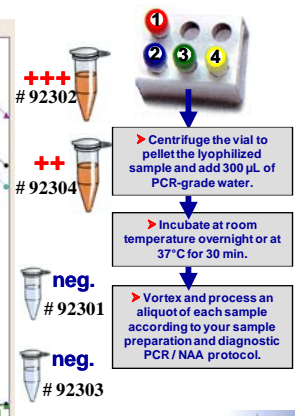 1
2 3 4
+++
# 92302
++
# 92304
neg.
# 92301
neg.
# 92303
➤ Centrifuge the vial to
pellet the lyophilized
sample and add 300 µL of
PCR-grade water.
➤ Incubate at room
temperature overnight or at
37°C for 30 min.
➤ Vortex and process an
aliquot of each sample
according to your sample
preparation and diagnostic
PCR / NAA protocol.